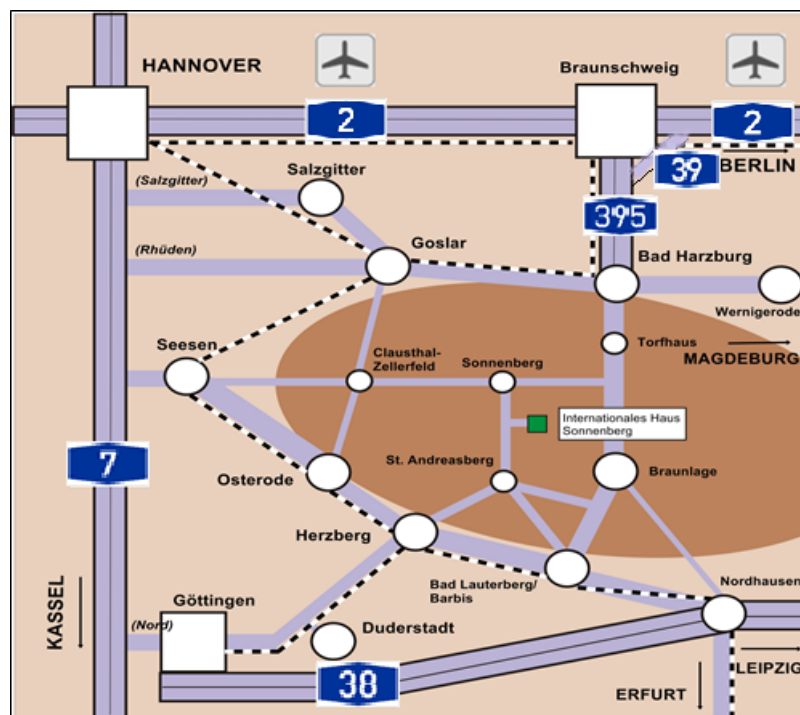 HANNOVER
Braunschweig
2
2
39
BERLIN
Salzgitter
(Salzgitter)
395
(Rhüden)
Goslar
Bad Harzburg
Wernigerode
Seesen
Clausthal-
Zellerfeld
Sonnenberg
Torfhaus
MAGDEBURG
Internationales Haus
Sonnenberg
7
Osterode
St. Andreasberg
Braunlage
Herzberg
KASSEL
Göttingen
Bad Lauterberg/
Barbis
Nordhausen
(Nord)
Duderstadt
38
ERFURT
LEIPZIG